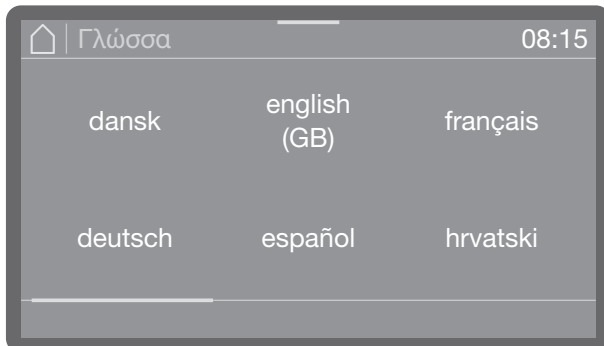 Γλώσσα 08:15
dansk english (GB) français
deutsch español hrvatski